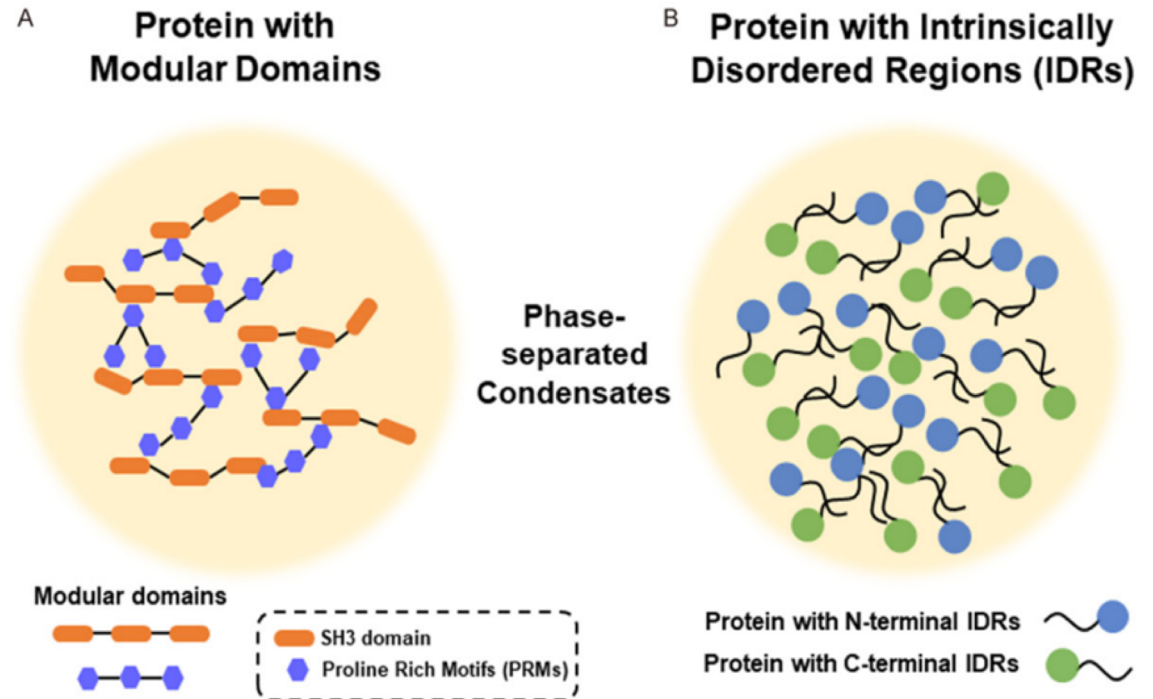 A
Protein with
Modular Domains
B
Protein with Intrinsically
Disordered Regions (IDRs)
Phase-
separated
Condensates
Modular domains
SH3 domain
Proline Rich Motifs (PRMs)
Protein with N-terminal IDRs
Protein with C-terminal IDRs